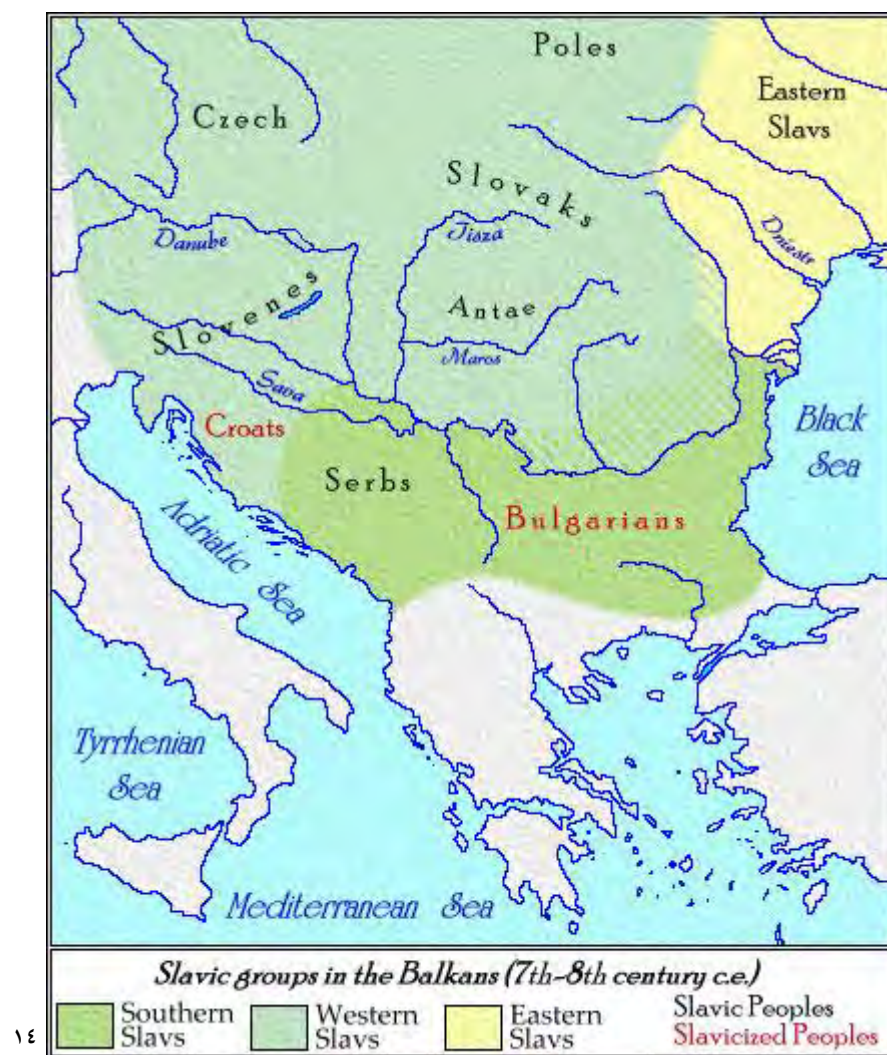 Poles
Eastern
Slavs
Czech
Slovaks
Dniestr
Danube
Tisza
Slovenes
Antae
Maros
Sava
Croats
Black
Sea
Serbs
Bulgarians
Adriatic Sea
Tyrrhenian
Sea
Mediterranean Sea
Slavic groups in the Balkans (7th-8th century c.e.)
Southern
Slavs
Western
Slavs
Eastern
Slavs
Slavic Peoples
Slavicized Peoples
١٤